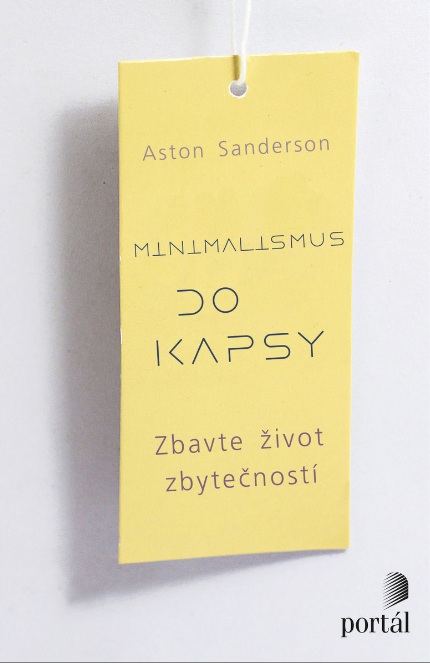 Aston Sanderson
MINIMALISMUS
DO
KAPSY
Zbavte život
zbytečností
portál